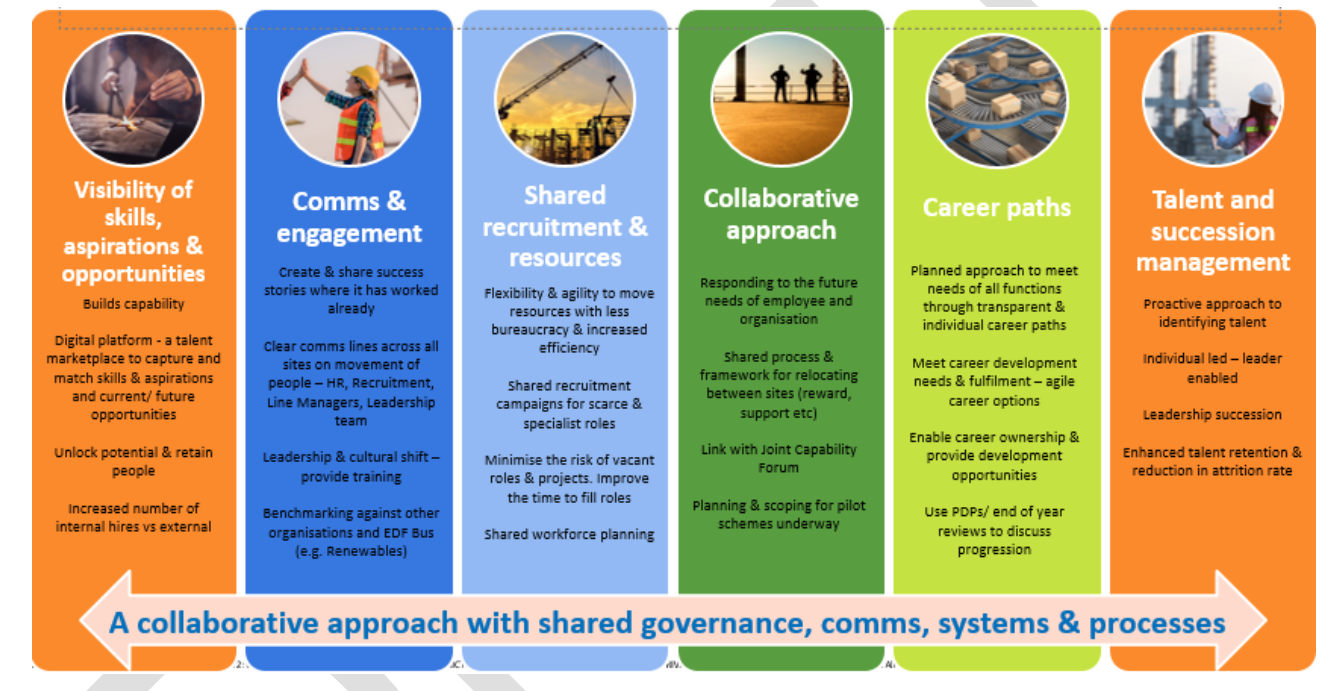 Visibility of
skills,
aspirations &
opportunities
Builds capability
Digital platform - a talent
marketplace to capture and
match skills & aspirations
and current/ future
opportunities
Unlock potential & retain
people
Increased number of
internal hires vs external
Comms &
engagement
Create & share success
stories where it has worked
already
Clear comms lines across all
sites on movement of
people – HR, Recruitment,
Line Managers, Leadership
team
Leadership & cultural shift –
provide training
Benchmarking against other
organisations and EDF Bus
(e.g. Renewables)
Shared
recruitment &
resources
Flexibility & agility to move
resources with less
bureaucracy & increased
efficiency
Shared recruitment
campaigns for scarce &
specialist roles
Minimise the risk of vacant
roles & projects. Improve
the time to fill roles
Shared workforce planning
Collaborative
approach
Responding to the future
needs of employee and
organisation
Shared process &
framework for relocating
between sites (reward,
support etc)
Link with Joint Capability
Forum
Planning & scoping for pilot
schemes underway
Career paths
Planned approach to meet
needs of all functions
through transparent &
individual career paths
Meet career development
needs & fulfilment – agile
career options
Enable career ownership &
provide development
opportunities
Use PDPs/ end of year
reviews to discuss
progression
Talent and
succession
management
Proactive approach to
identifying talent
Individual led – leader
enabled
Leadership succession
Enhanced talent retention &
reduction in attrition rate
A collaborative approach with shared governance, comms, systems & processes